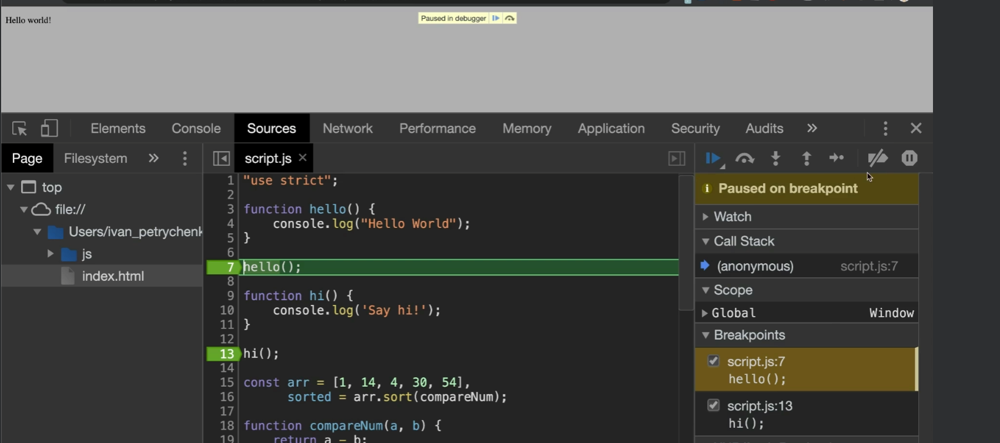 Hello world!
Paused in debugger
Elements Console Sources Network Performance Memory Application Security Audits »
Page Filesystem »
script.js ×
top
file://
Users/ivan_petrychenk
js
index.html
1 "use strict";
2
3 function hello() {
4 console.log("Hello World");
5 }
6
7 hello();
8
9 function hi() {
10 console.log('Say hi!');
11 }
12
13 hi();
14
15 const arr = [1, 14, 4, 30, 54],
16 sorted = arr.sort(compareNum);
17
18 function compareNum(a, b) {
19 return a - b;
Paused on breakpoint
Watch
Call Stack
(anonymous) script.js:7
Scope
Global Window
Breakpoints
script.js:7
hello();
script.js:13
hi();